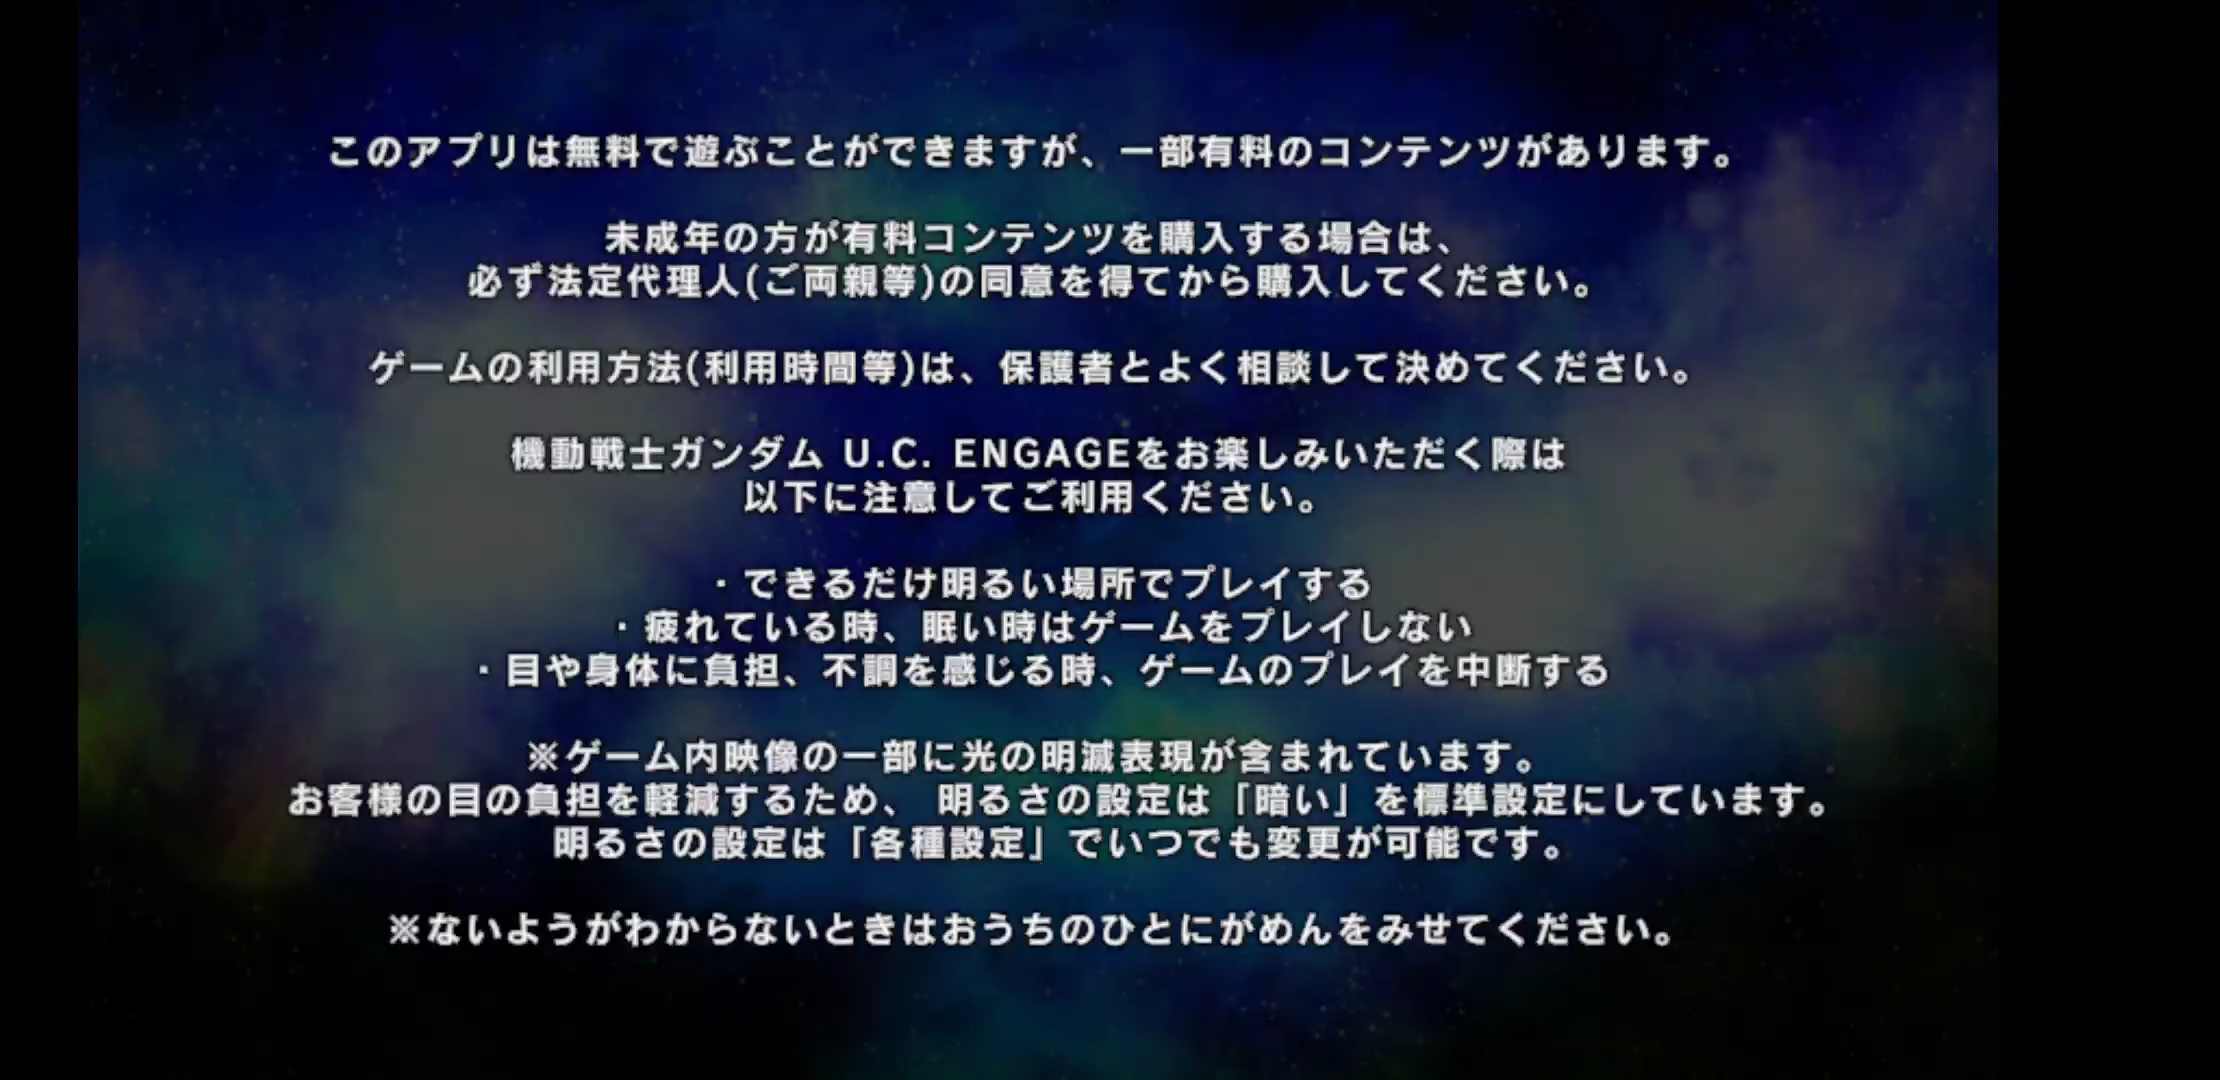 このアプリは無料で遊ぶことができますが、一部有料のコンテンツがあります。
未成年の方が有料コンテンツを購入する場合は、
必ず法定代理人(ご両親等)の同意を得てから購入してください。
ゲームの利用方法(利用時間等)は、保護者とよく相談して決めてください。
機動戦士ガンダム U.C. ENGAGEをお楽しみいただく際は
以下に注意してご利用ください。
・できるだけ明るい場所でプレイする
・疲れている時、眠い時はゲームをプレイしない
・目や身体に負担、不調を感じる時、ゲームのプレイを中断する
※ゲーム内映像の一部に光の明滅表現が含まれています。
お客様の目の負担を軽減するため、 明るさの設定は「暗い」を標準設定にしています。
明るさの設定は「各種設定」でいつでも変更が可能です。
※ないようがわからないときはおうちのひとにがめんをみせてください。